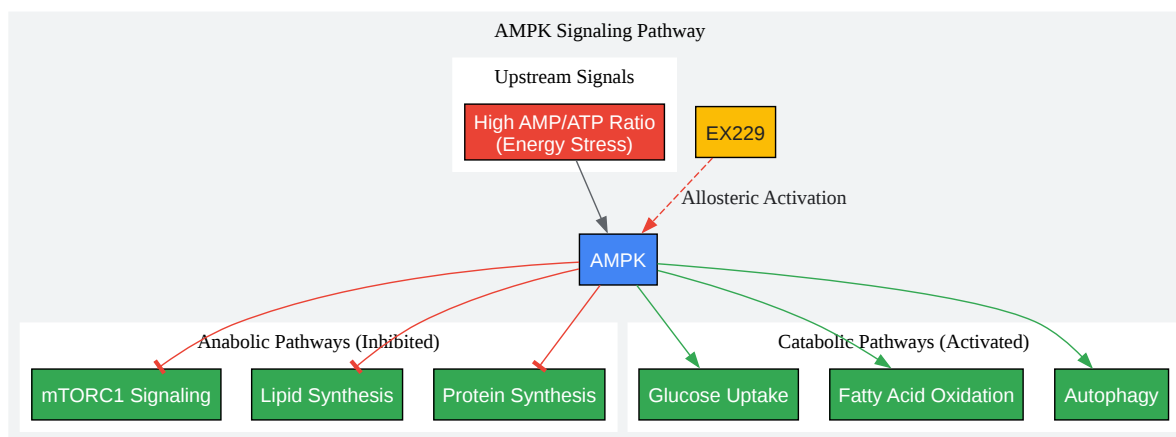 AMPK Signaling Pathway
Upstream Signals
High AMP/ATP Ratio
(Energy Stress)
EX229
Allosteric Activation
AMPK
Anabolic Pathways (Inhibited)
Catabolic Pathways (Activated)
mTORC1 Signaling
Lipid Synthesis
Protein Synthesis
Glucose Uptake
Fatty Acid Oxidation
Autophagy